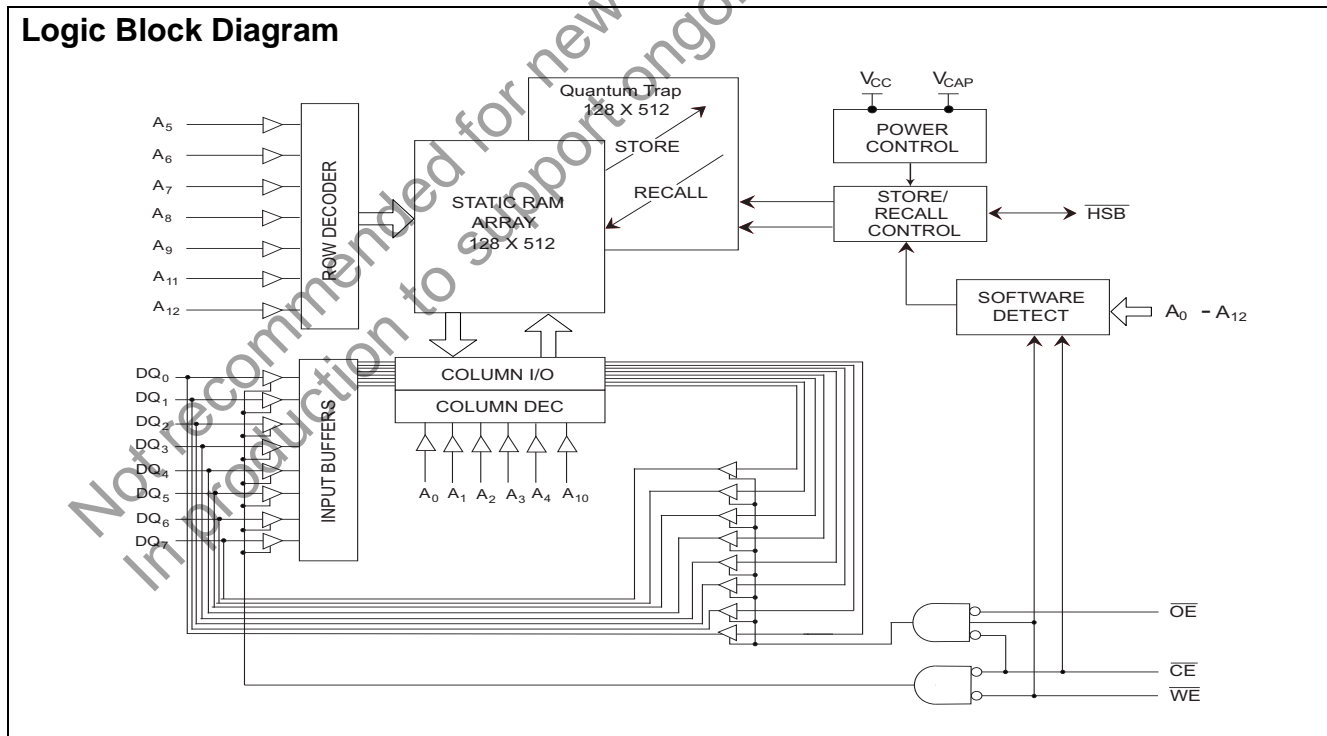 Logic Block Diagram
Not recommended for new
In production to support ongo
A5
A6
A7
A8
A9
A11
A12
ROW DECODER
Quantum Trap
128 X 512
STORE
RECALL
STATIC RAM
ARRAY
128 X 512
VCC
VCAP
POWER
CONTROL
STORE/
RECALL
CONTROL
HSB
SOFTWARE
DETECT
A0 - A12
DQ0
DQ1
DQ2
DQ3
DQ4
DQ5
DQ6
DQ7
INPUT BUFFERS
COLUMN I/O
COLUMN DEC
A0 A1 A2 A3 A4 A10
OE
CE
WE